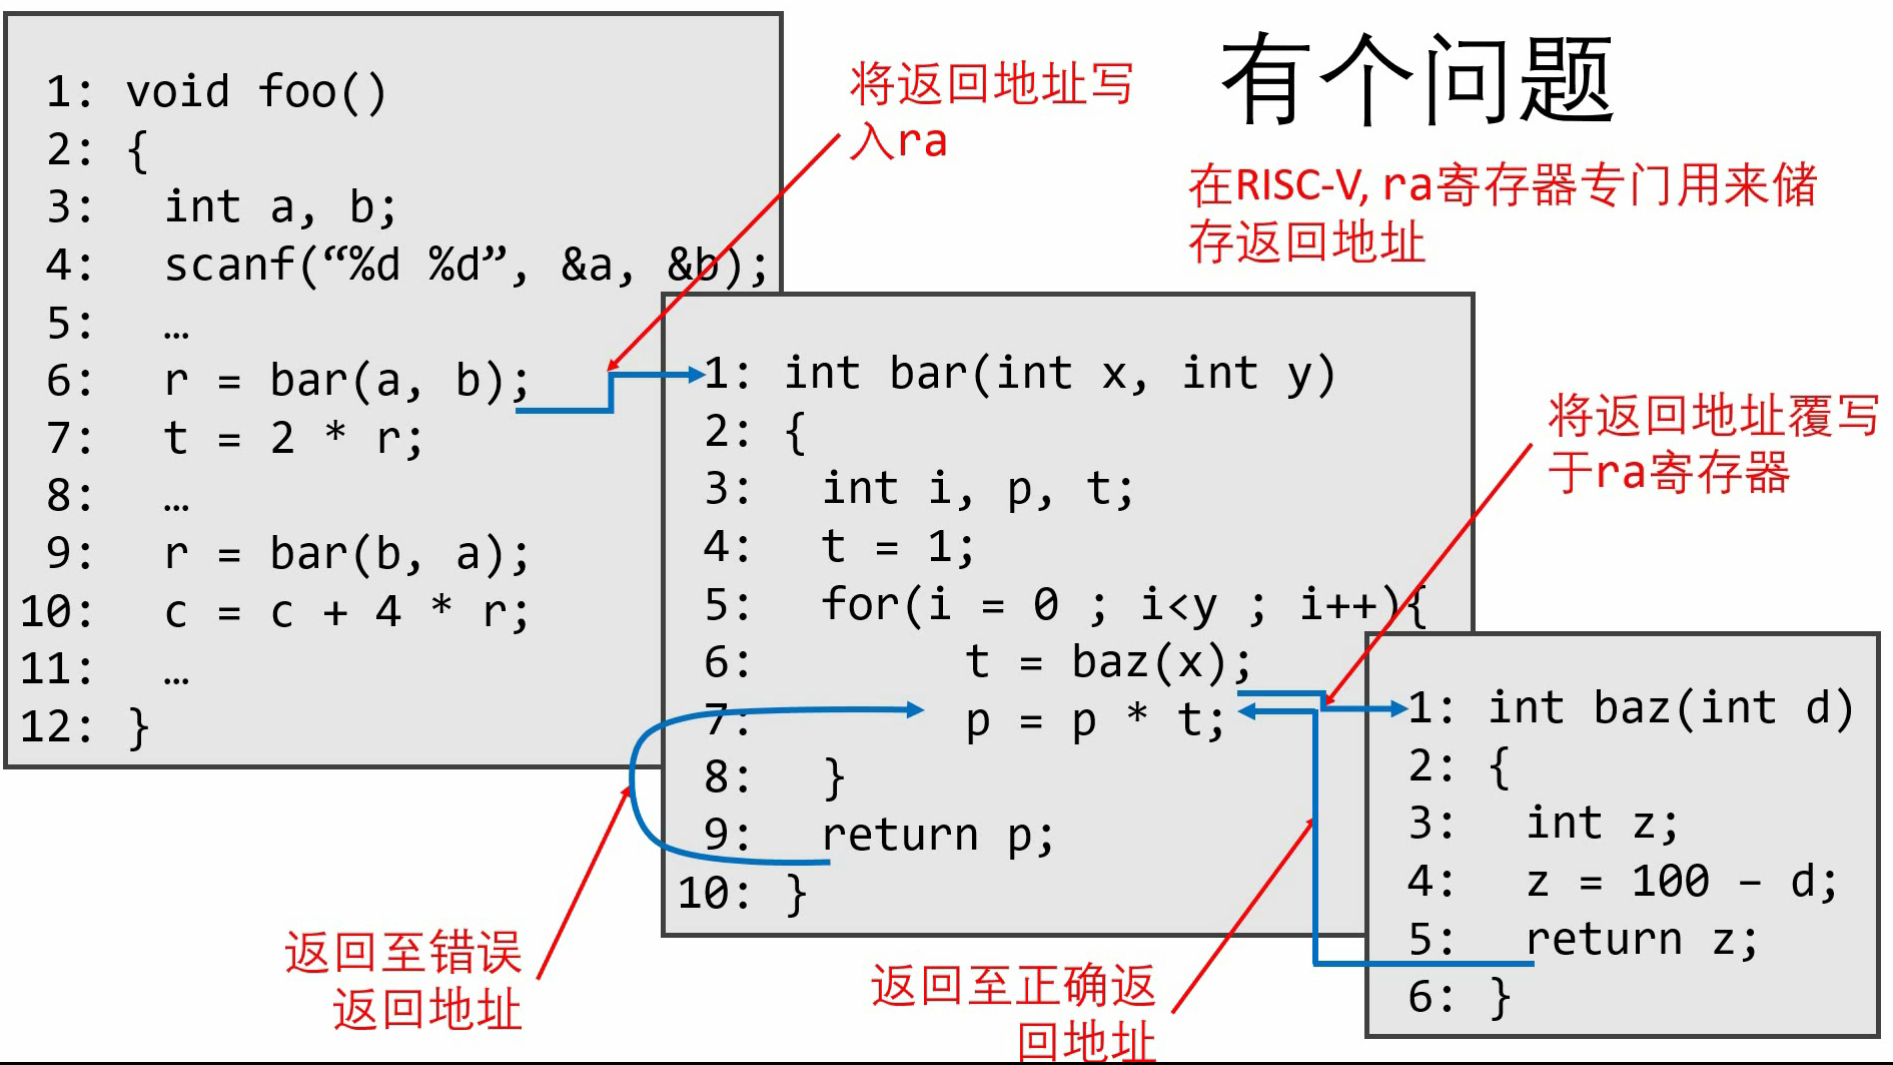 有个问题
在RISC-V, ra寄存器专门用来储
存返回地址
将返回地址写
入ra
1: void foo()
2: {
3:   int a, b;
4:   scanf(“%d %d”, &a, &b);
5:   …
6:   r = bar(a, b);
7:   t = 2 * r;
8:   …
9:   r = bar(b, a);
10:  c = c + 4 * r;
11:  …
12: }
1: int bar(int x, int y)
2: {
3:   int i, p, t;
4:   t = 1;
5:   for(i = 0 ; i<y ; i++){
6:        t = baz(x);
7:        p = p * t;
8:   }
9:   return p;
10: }
将返回地址覆写
于ra寄存器
1: int baz(int d)
2: {
3:   int z;
4:   z = 100 – d;
5:   return z;
6: }
返回至错误
返回地址
返回至正确返
回地址